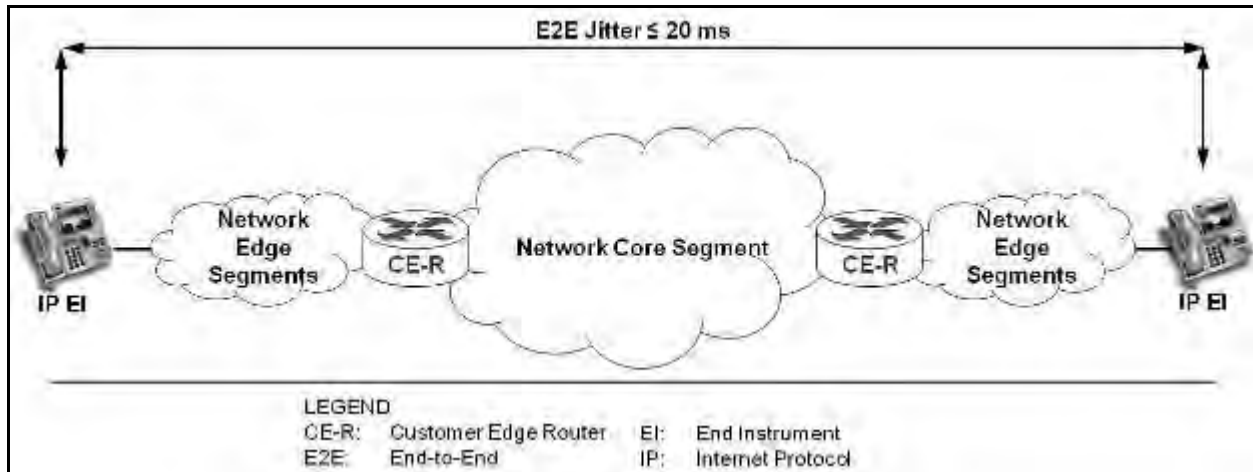 E2E Jitter ≤ 20 ms
Network
Edge
Segments
CE-R
Network Core Segment
CE-R
Network
Edge
Segments
IP EI
IP EI
LEGEND
CE-R: Customer Edge Router EI: End Instrument
E2E: End-to-End IP: Internet Protocol